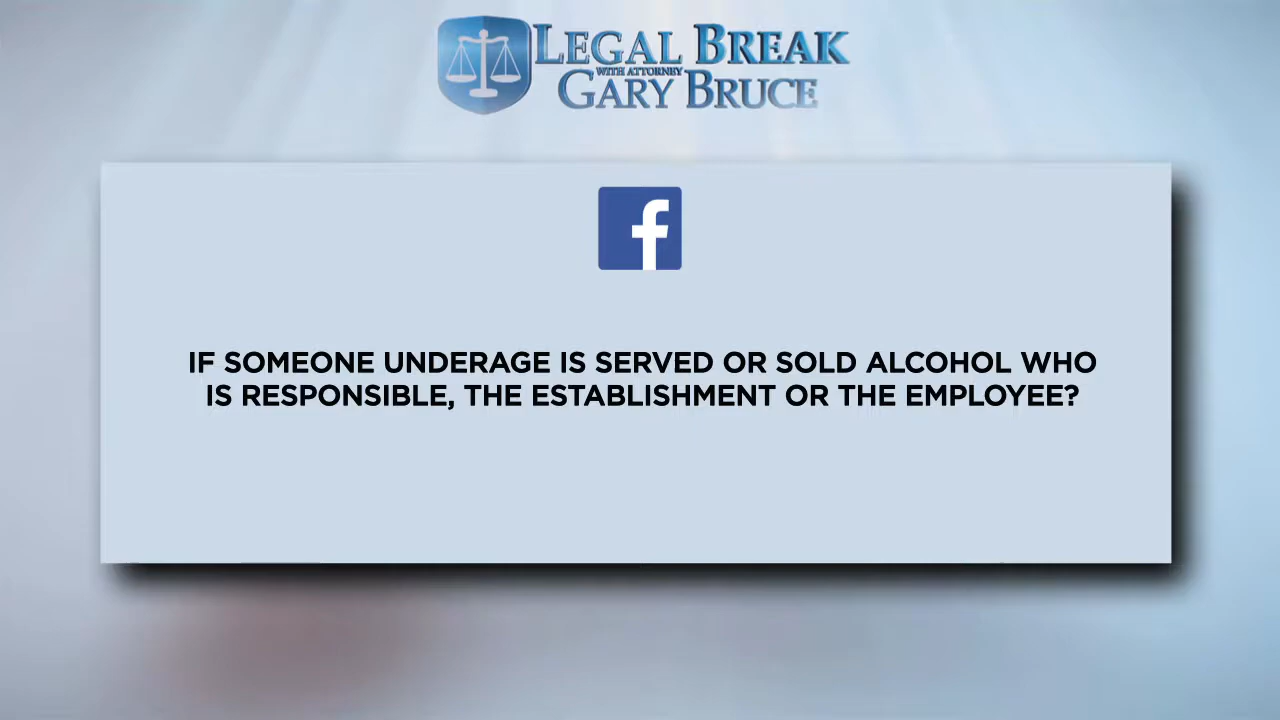 LEGAL BREAK
WITH ATTORNEY
GARY BRUCE
f
IF SOMEONE UNDERAGE IS SERVED OR SOLD ALCOHOL WHO
IS RESPONSIBLE, THE ESTABLISHMENT OR THE EMPLOYEE?